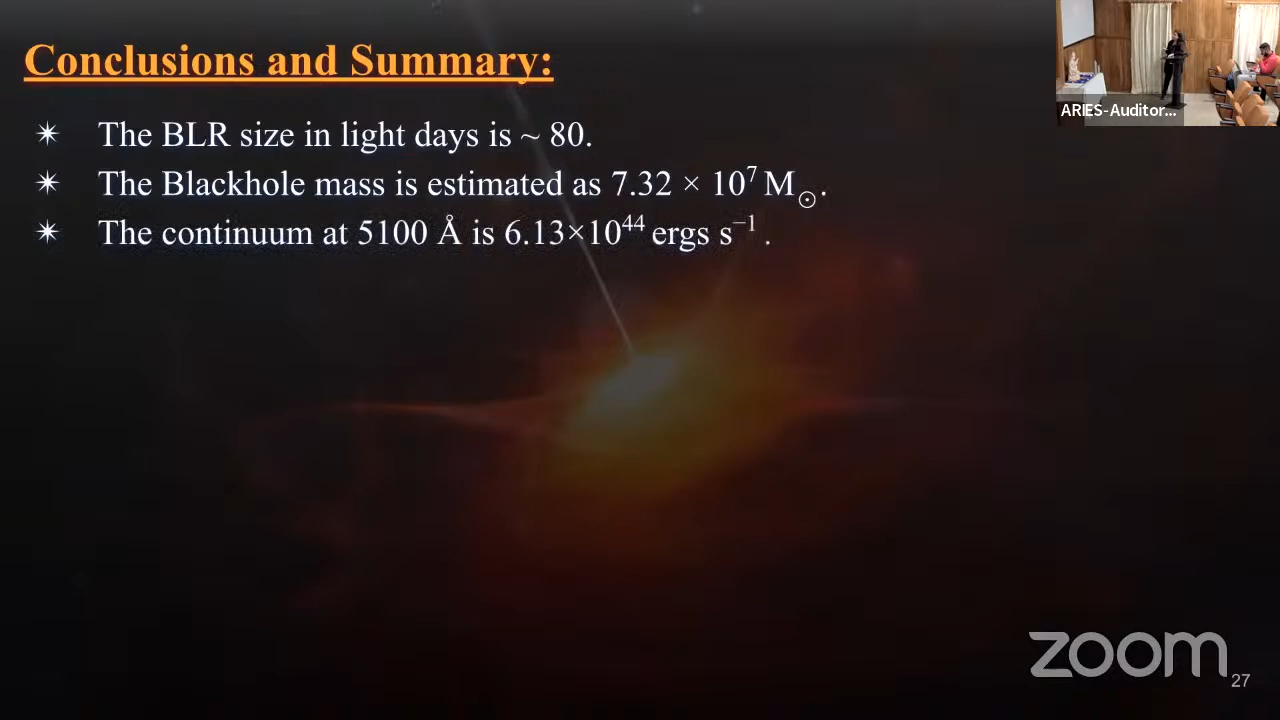 Conclusions and Summary:
✴ The BLR size in light days is ~ 80.
✴ The Blackhole mass is estimated as 7.32 × 10⁷ M☉.
✴ The continuum at 5100 Å is 6.13×10⁴⁴ ergs s⁻¹ .
ARIES-Auditor...
zoom
27